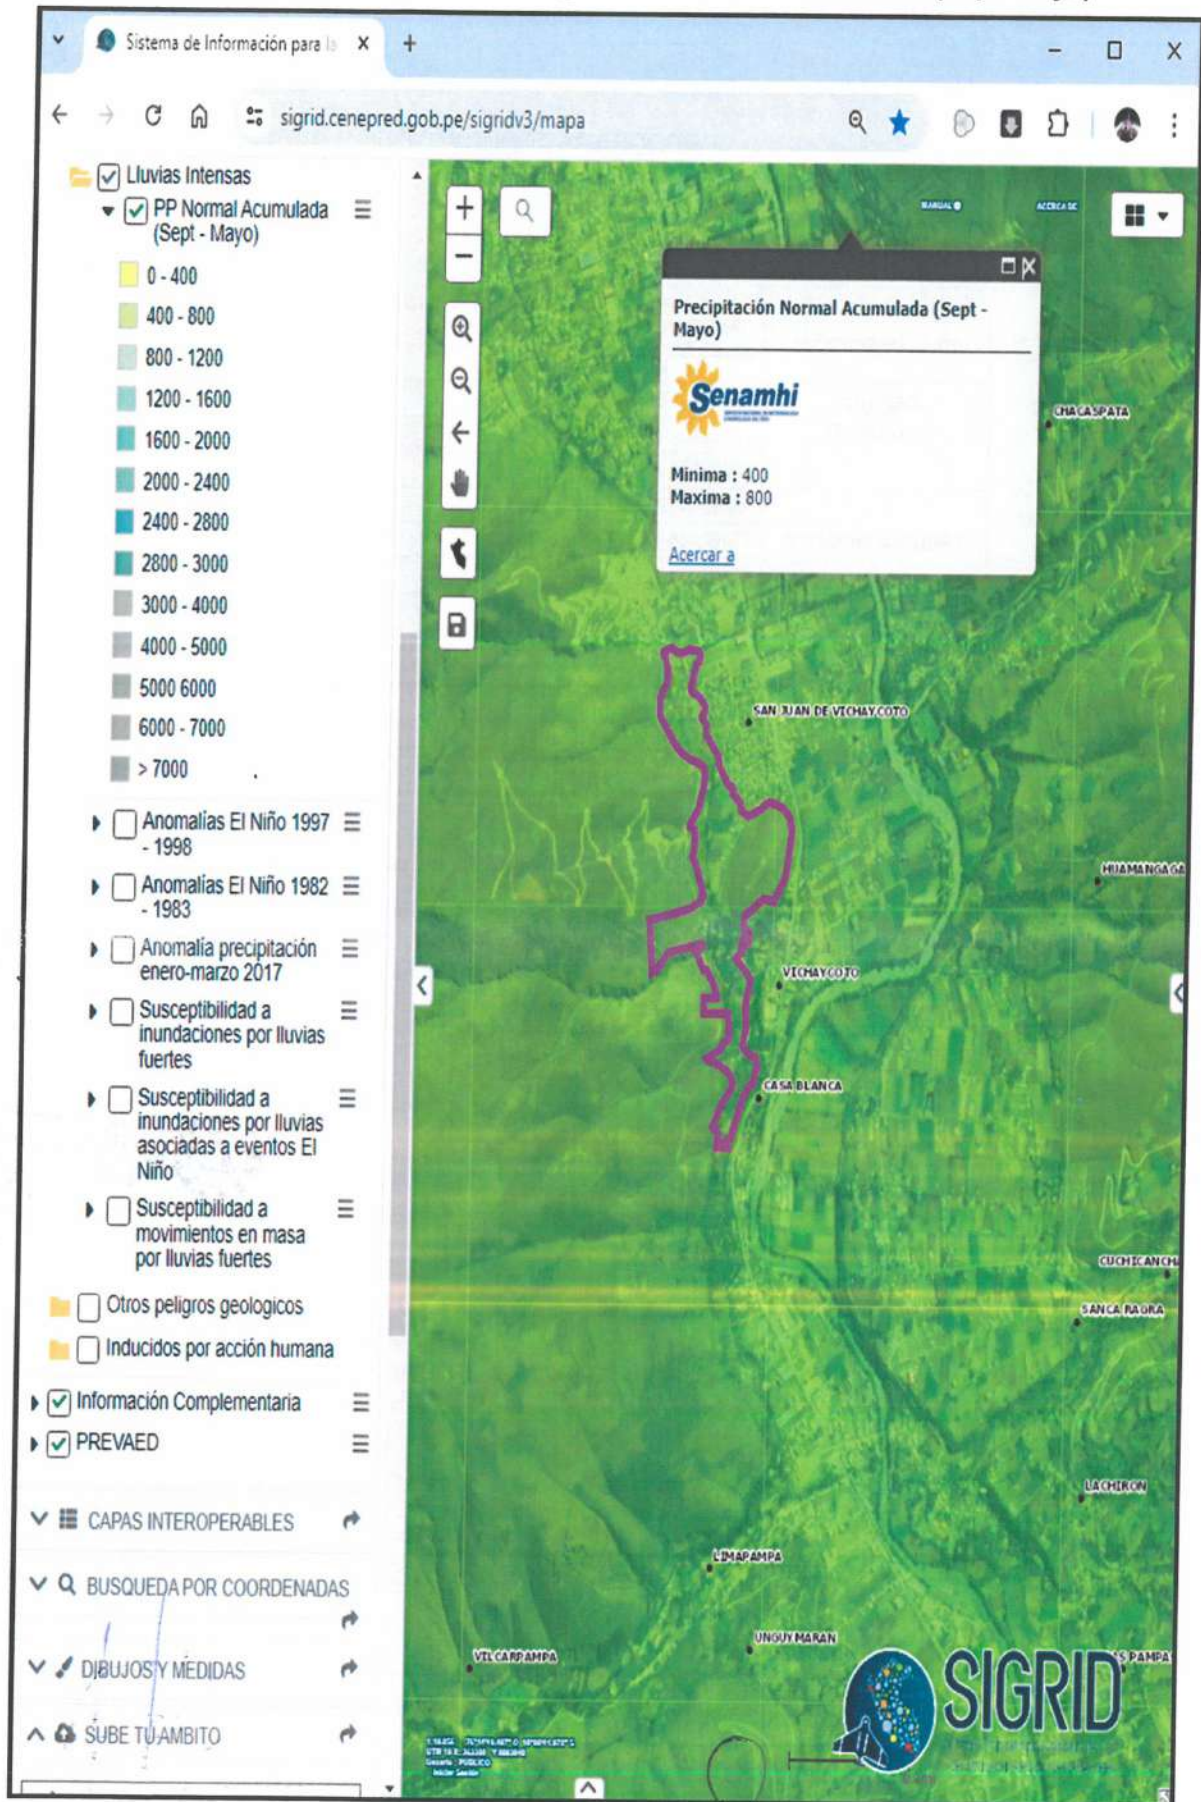 Sistema de Información para la
sigrid.cenepred.gob.pe/sigridv3/mapa
Lluvias Intensas
PP Normal Acumulada
(Sept - Mayo)
0 - 400
400 - 800
800 - 1200
1200 - 1600
1600 - 2000
2000 - 2400
2400 - 2800
2800 - 3000
3000 - 4000
4000 - 5000
5000 6000
6000 - 7000
> 7000
Anomalías El Niño 1997
- 1998
Anomalías El Niño 1982
- 1983
Anomalía precipitación
enero-marzo 2017
Susceptibilidad a
inundaciones por lluvias
fuertes
Susceptibilidad a
inundaciones por lluvias
asociadas a eventos El
Niño
Susceptibilidad a
movimientos en masa
por lluvias fuertes
Otros peligros geologicos
Inducidos por acción humana
Información Complementaria
PREVAED
CAPAS INTEROPERABLES
BUSQUEDA POR COORDENADAS
DIBUJOS Y MEDIDAS
SUBE TU AMBITO
MANUAL
ACERCA DE
Precipitación Normal Acumulada (Sept -
Mayo)
Senamhi
Minima : 400
Maxima : 800
Acercar a
CHACASPATA
SAN JUAN DE VICHAYCOTO
HUAMANGAGA
VICHAYCOTO
CASA BLANCA
CUCHICANCHA
SANCA RAGRA
LACHIRON
LIMAPAMPA
UNGUYMARAN
VILCARPAMPA
S PAMPA
SIGRID